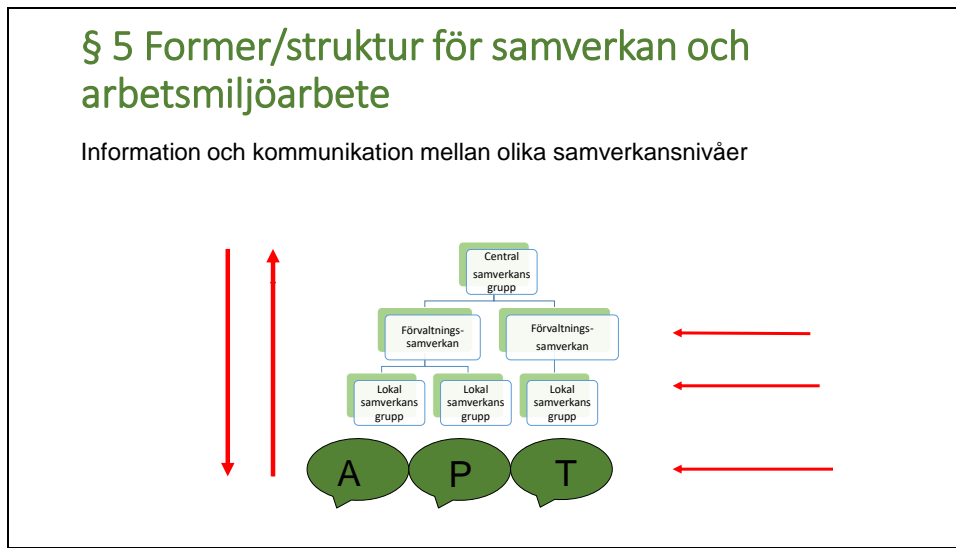 § 5 Former/struktur för samverkan och
arbetsmiljöarbete
Information och kommunikation mellan olika samverkansnivåer
Central
samverkans
grupp
Förvaltnings-
samverkan
Förvaltnings-
samverkan
Lokal
samverkans
grupp
Lokal
samverkans
grupp
Lokal
samverkans
grupp
A P T